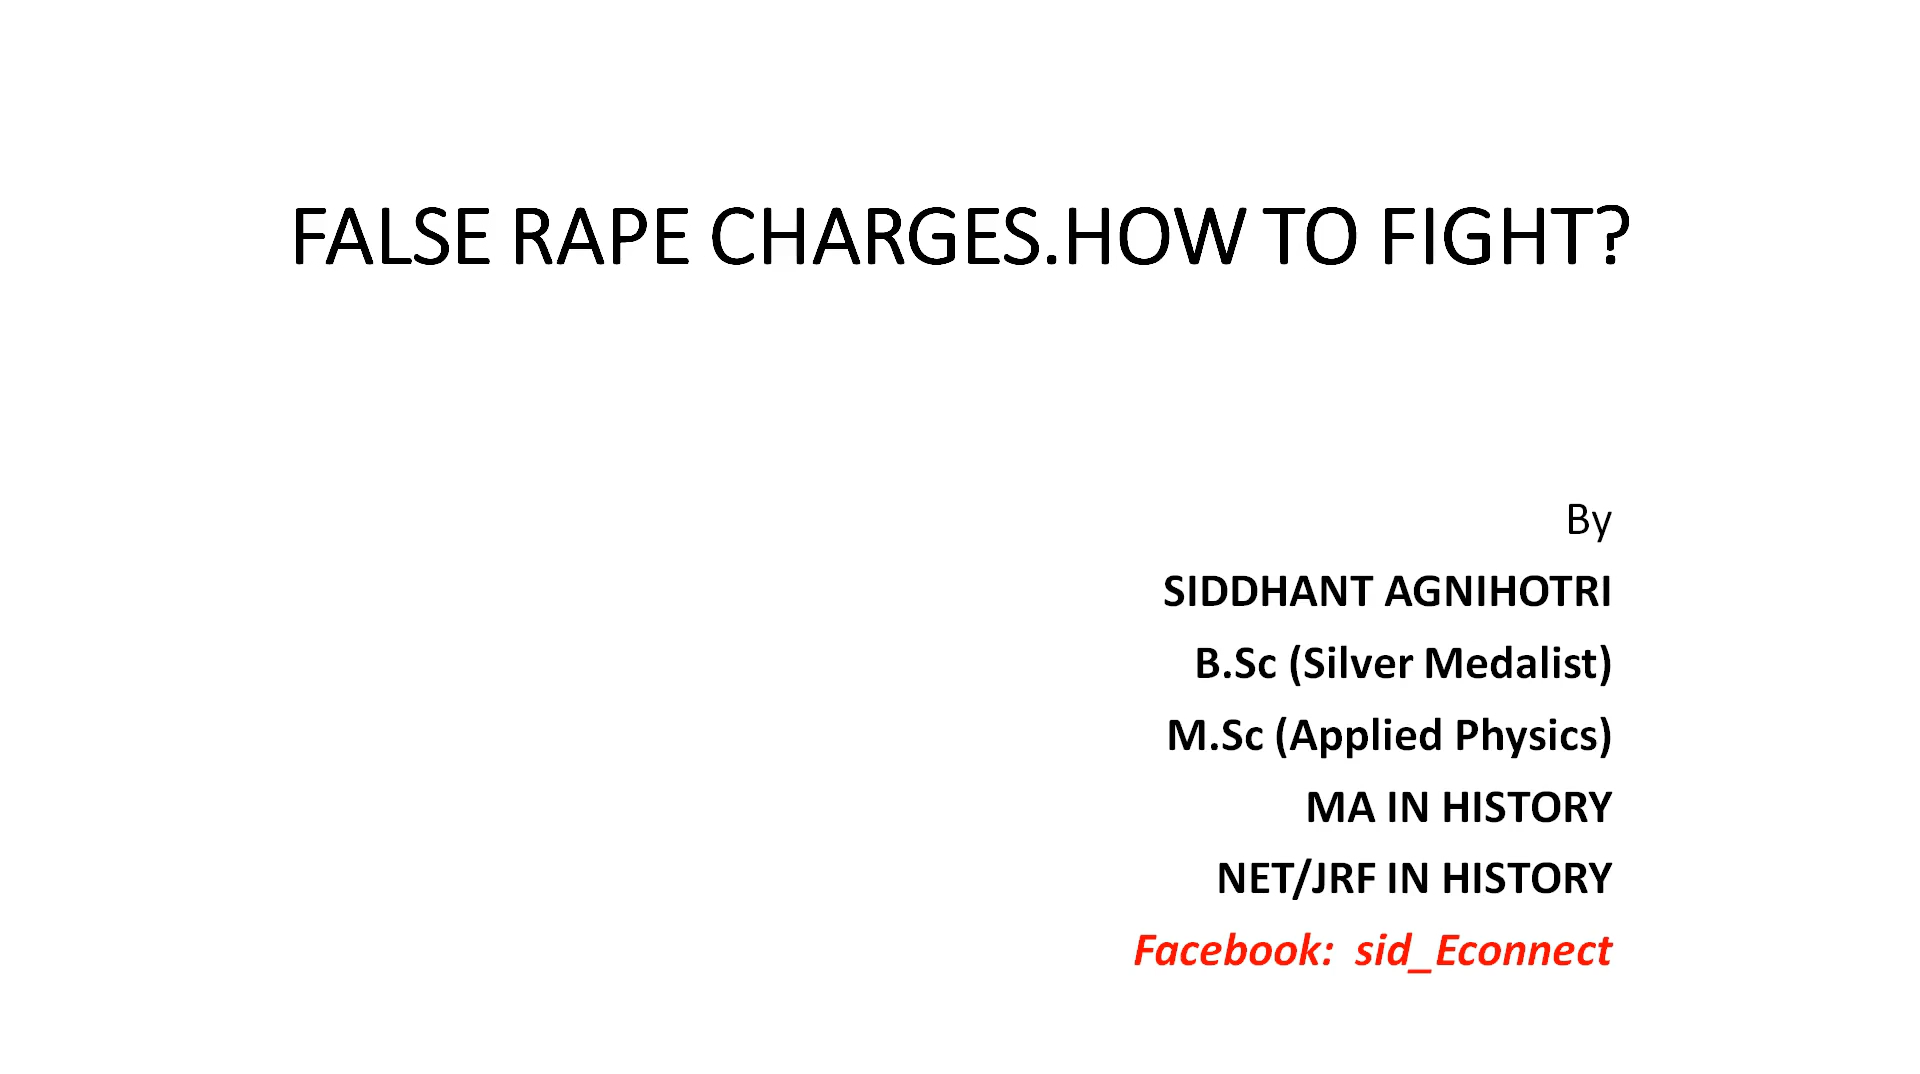 FALSE RAPE CHARGES.HOW TO FIGHT?
By
SIDDHANT AGNIHOTRI
B.Sc (Silver Medalist)
M.Sc (Applied Physics)
MA IN HISTORY
NET/JRF IN HISTORY
Facebook: sid_Econnect